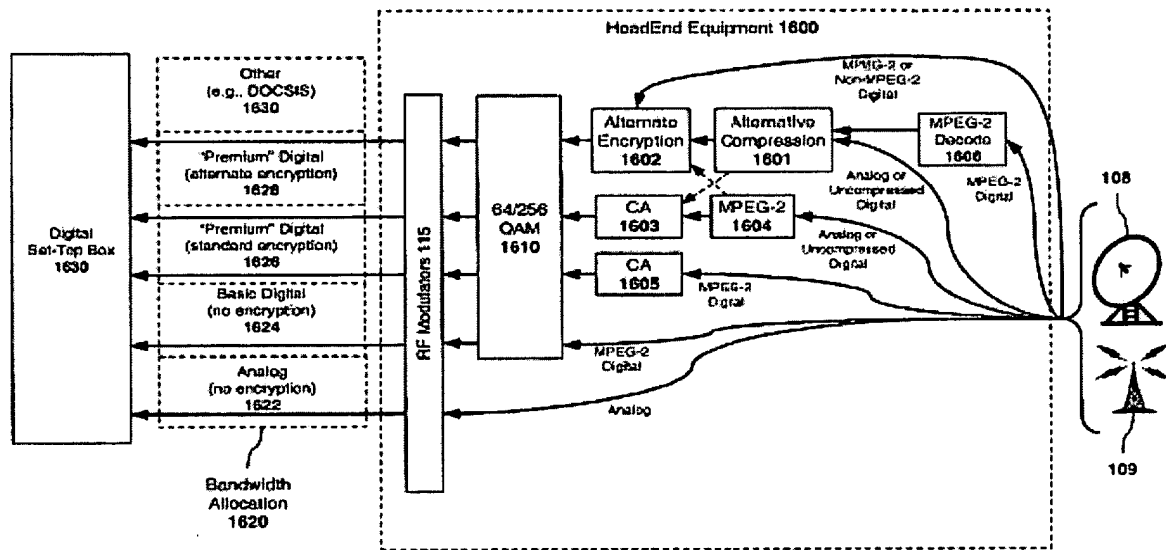 HeadEnd Equipment 1600
Other
(e.g., DOCSIS)
1630
"Premium" Digital
(alternate encryption)
1628
"Premium" Digital
(standard encryption)
1626
Basic Digital
(no encryption)
1624
Analog
(no encryption)
1622
Digital
Set-Top Box
1630
Bandwidth
Allocation
1620
RF Modulators 115
64/256
QAM
1610
Alternate
Encryption
1602
Alternative
Compression
1601
MPEG-2
Decode
1606
CA
1603
MPEG-2
1604
CA
1605
MPEG-2 or
Non-MPEG-2
Digital
MPEG-2
Digital
Analog or
Uncompressed
Digital
Analog or
Uncompressed
Digital
MPEG-2
Digital
MPEG-2
Digital
Analog
108
109